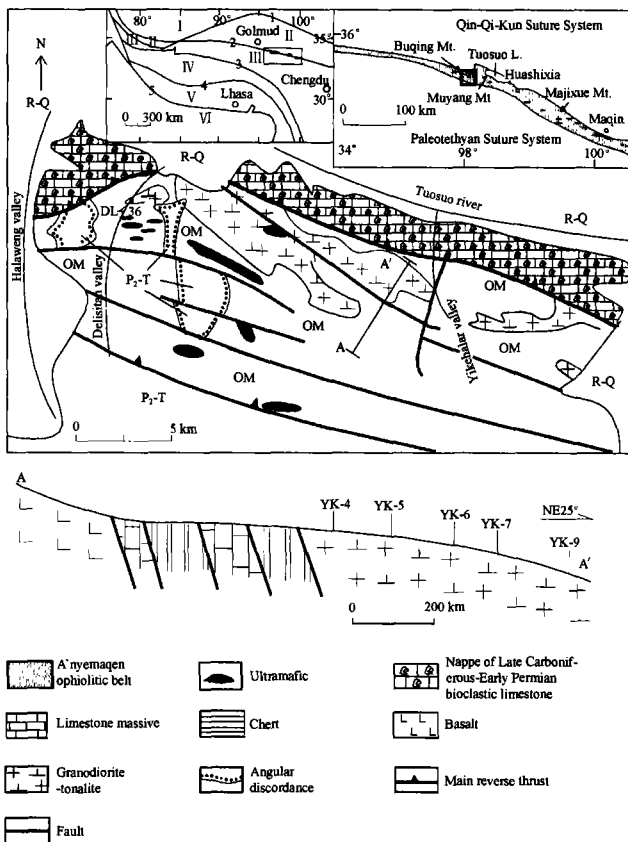 80° I 90°
Golmud II
III II 2
III
3
IV
4
V
5
Lhasa
VI
Chengdu
35°
30°
0 300 km
Qin-Qi-Kun Suture System
36°
Buqing Mt.
Tuosuo L.
Huashixia
Muyang Mt
Majixue Mt.
Maqin
0 100 km
Paleotethyan Suture System
34° 98° 100°
N
R-Q
R-Q
Tuosuo river
R-Q
Halaweng valley
DL-36
OM
OM
A'
OM
P₂-T
Delisitan valley
A
Yikehalar valley
OM
OM
R-Q
P₂-T
0 5 km
A
YK-4 YK-5 YK-6 YK-7 NE25°
YK-9
A'
0 200 km
A'nyemaqen ophiolitic belt
Ultramafic
Nappe of Late Carboniferous-Early Permian bioclastic limestone
Limestone massive
Chert
Basalt
Granodiorite -tonalite
Angular discordance
Main reverse thrust
Fault